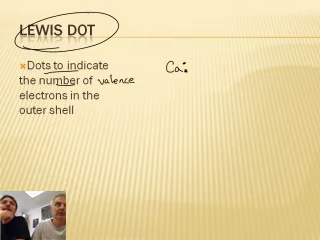 LEWIS DOT
Dots to indicate
the number of valence
electrons in the
outer shell
Ca: